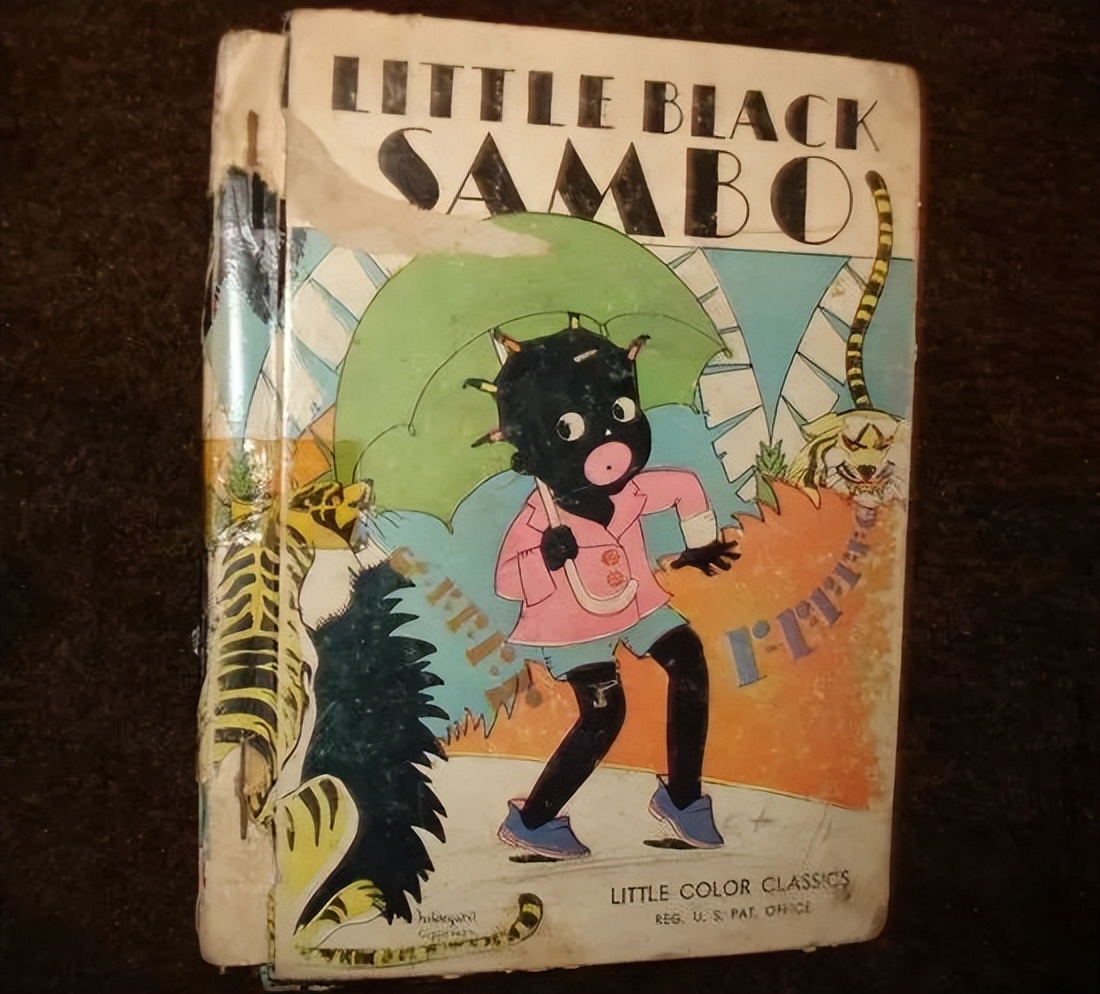 LITTLE BLACK
SAMBO
LITTLE COLOR CLASSICS
REG. U. S. PAT. OFFICE